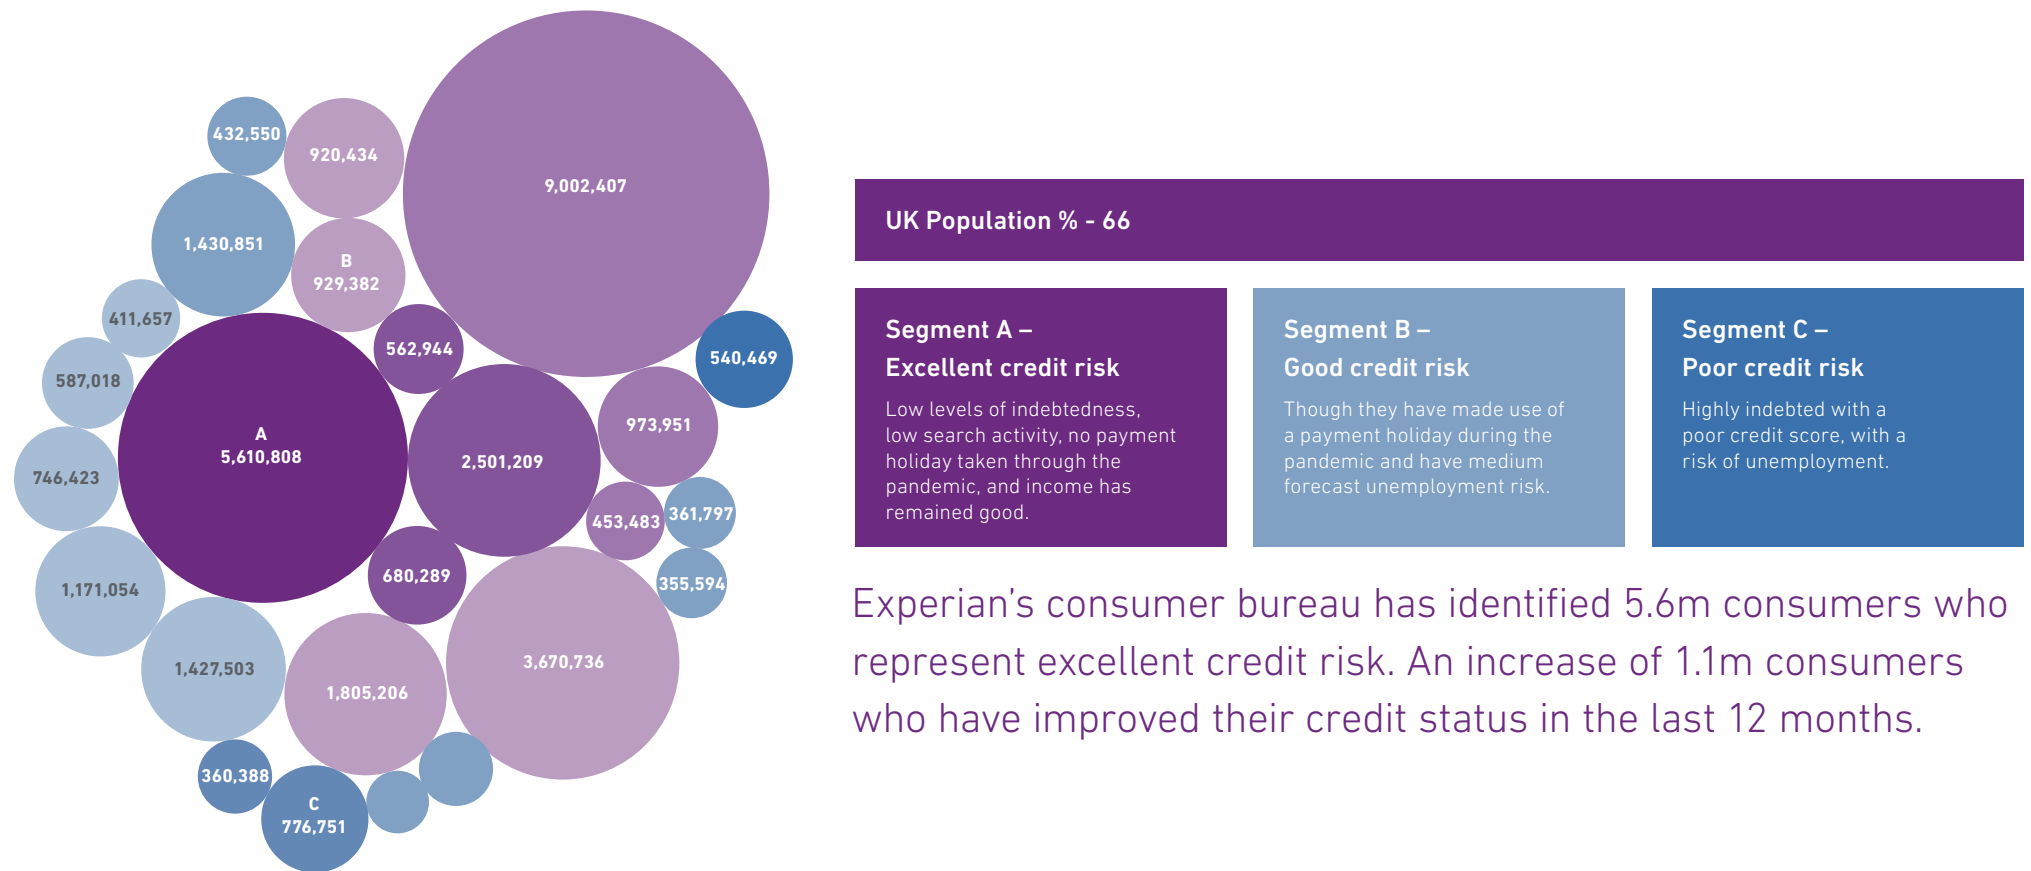 432,550
920,434
9,002,407
1,430,851
B
929,382
411,657
562,944
540,469
587,018
973,951
A
5,610,808
2,501,209
746,423
453,483
361,797
680,289
355,594
1,171,054
3,670,736
1,427,503
1,805,206
360,388
C
776,751
UK Population % - 66
Segment A –
Excellent credit risk
Low levels of indebtedness,
low search activity, no payment
holiday taken through the
pandemic, and income has
remained good.
Segment B –
Good credit risk
Though they have made use of
a payment holiday during the
pandemic and have medium
forecast unemployment risk.
Segment C –
Poor credit risk
Highly indebted with a
poor credit score, with a
risk of unemployment.
Experian’s consumer bureau has identified 5.6m consumers who
represent excellent credit risk. An increase of 1.1m consumers
who have improved their credit status in the last 12 months.